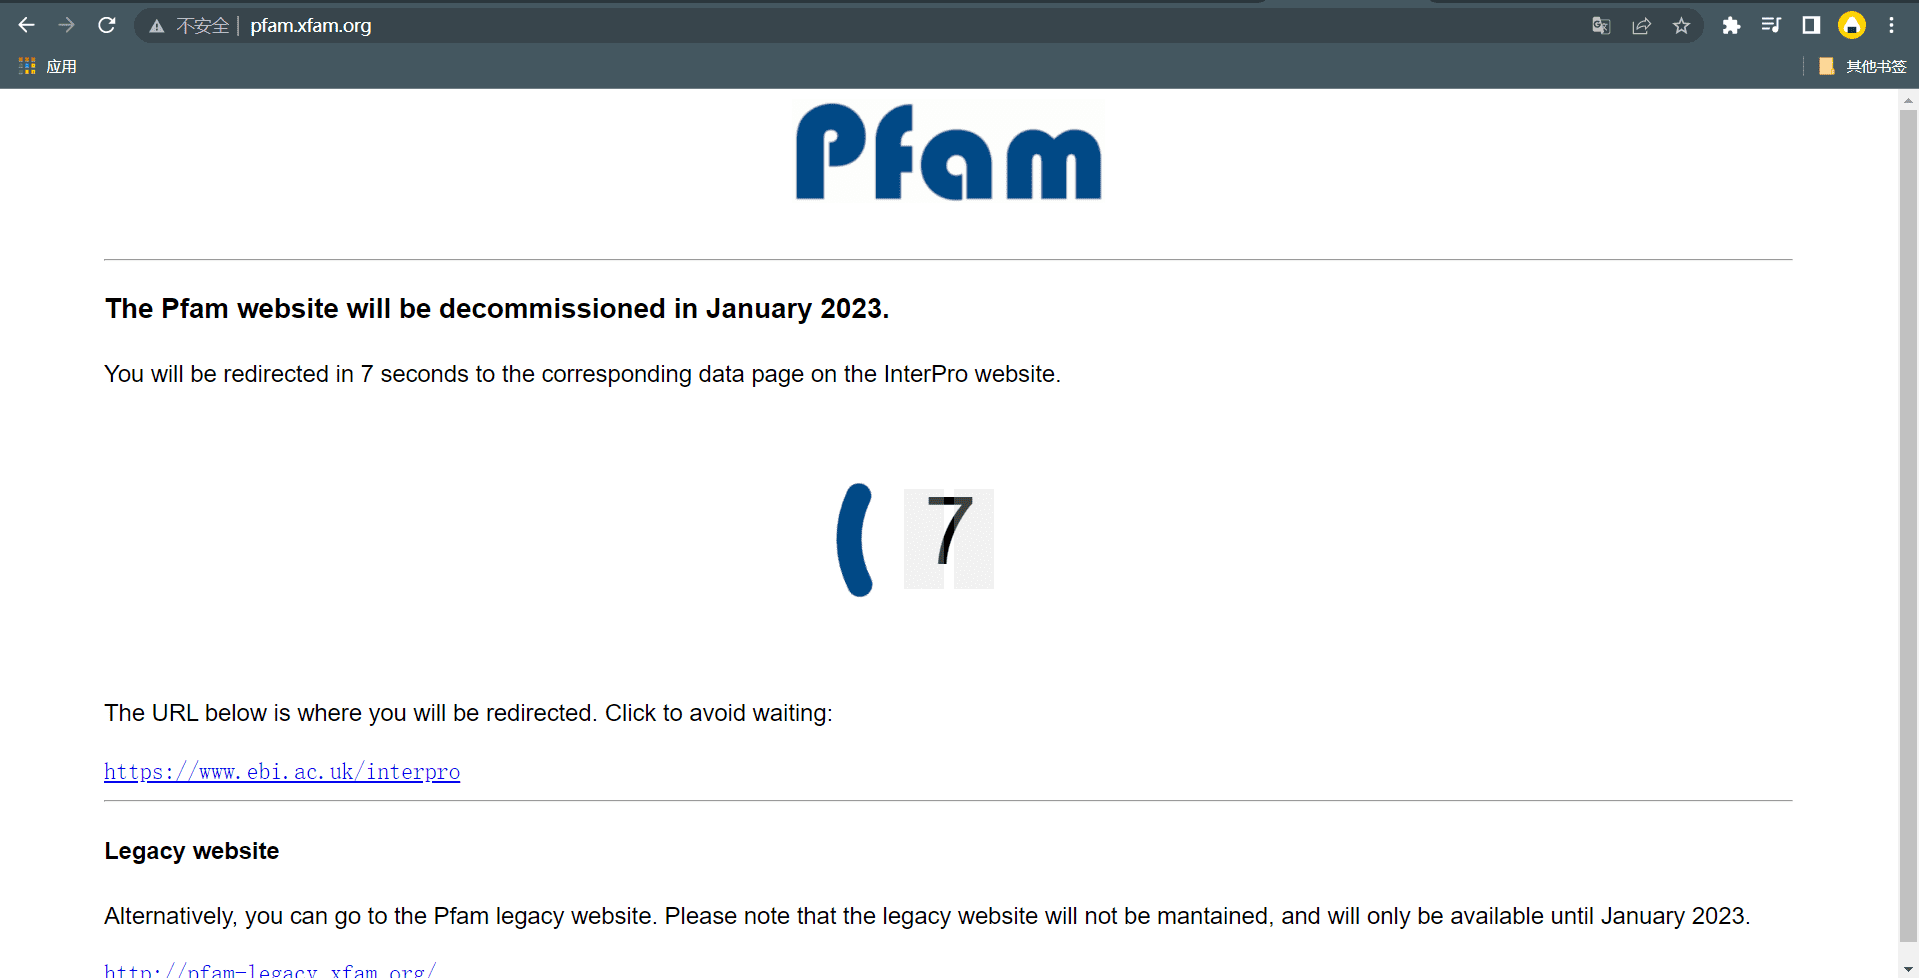 不安全 | pfam.xfam.org
应用
其他书签
Pfam
The Pfam website will be decommissioned in January 2023.
You will be redirected in 7 seconds to the corresponding data page on the InterPro website.
7
The URL below is where you will be redirected. Click to avoid waiting:
https://www.ebi.ac.uk/interpro
Legacy website
Alternatively, you can go to the Pfam legacy website. Please note that the legacy website will not be mantained, and will only be available until January 2023.
http://pfam-legacy.xfam.org/